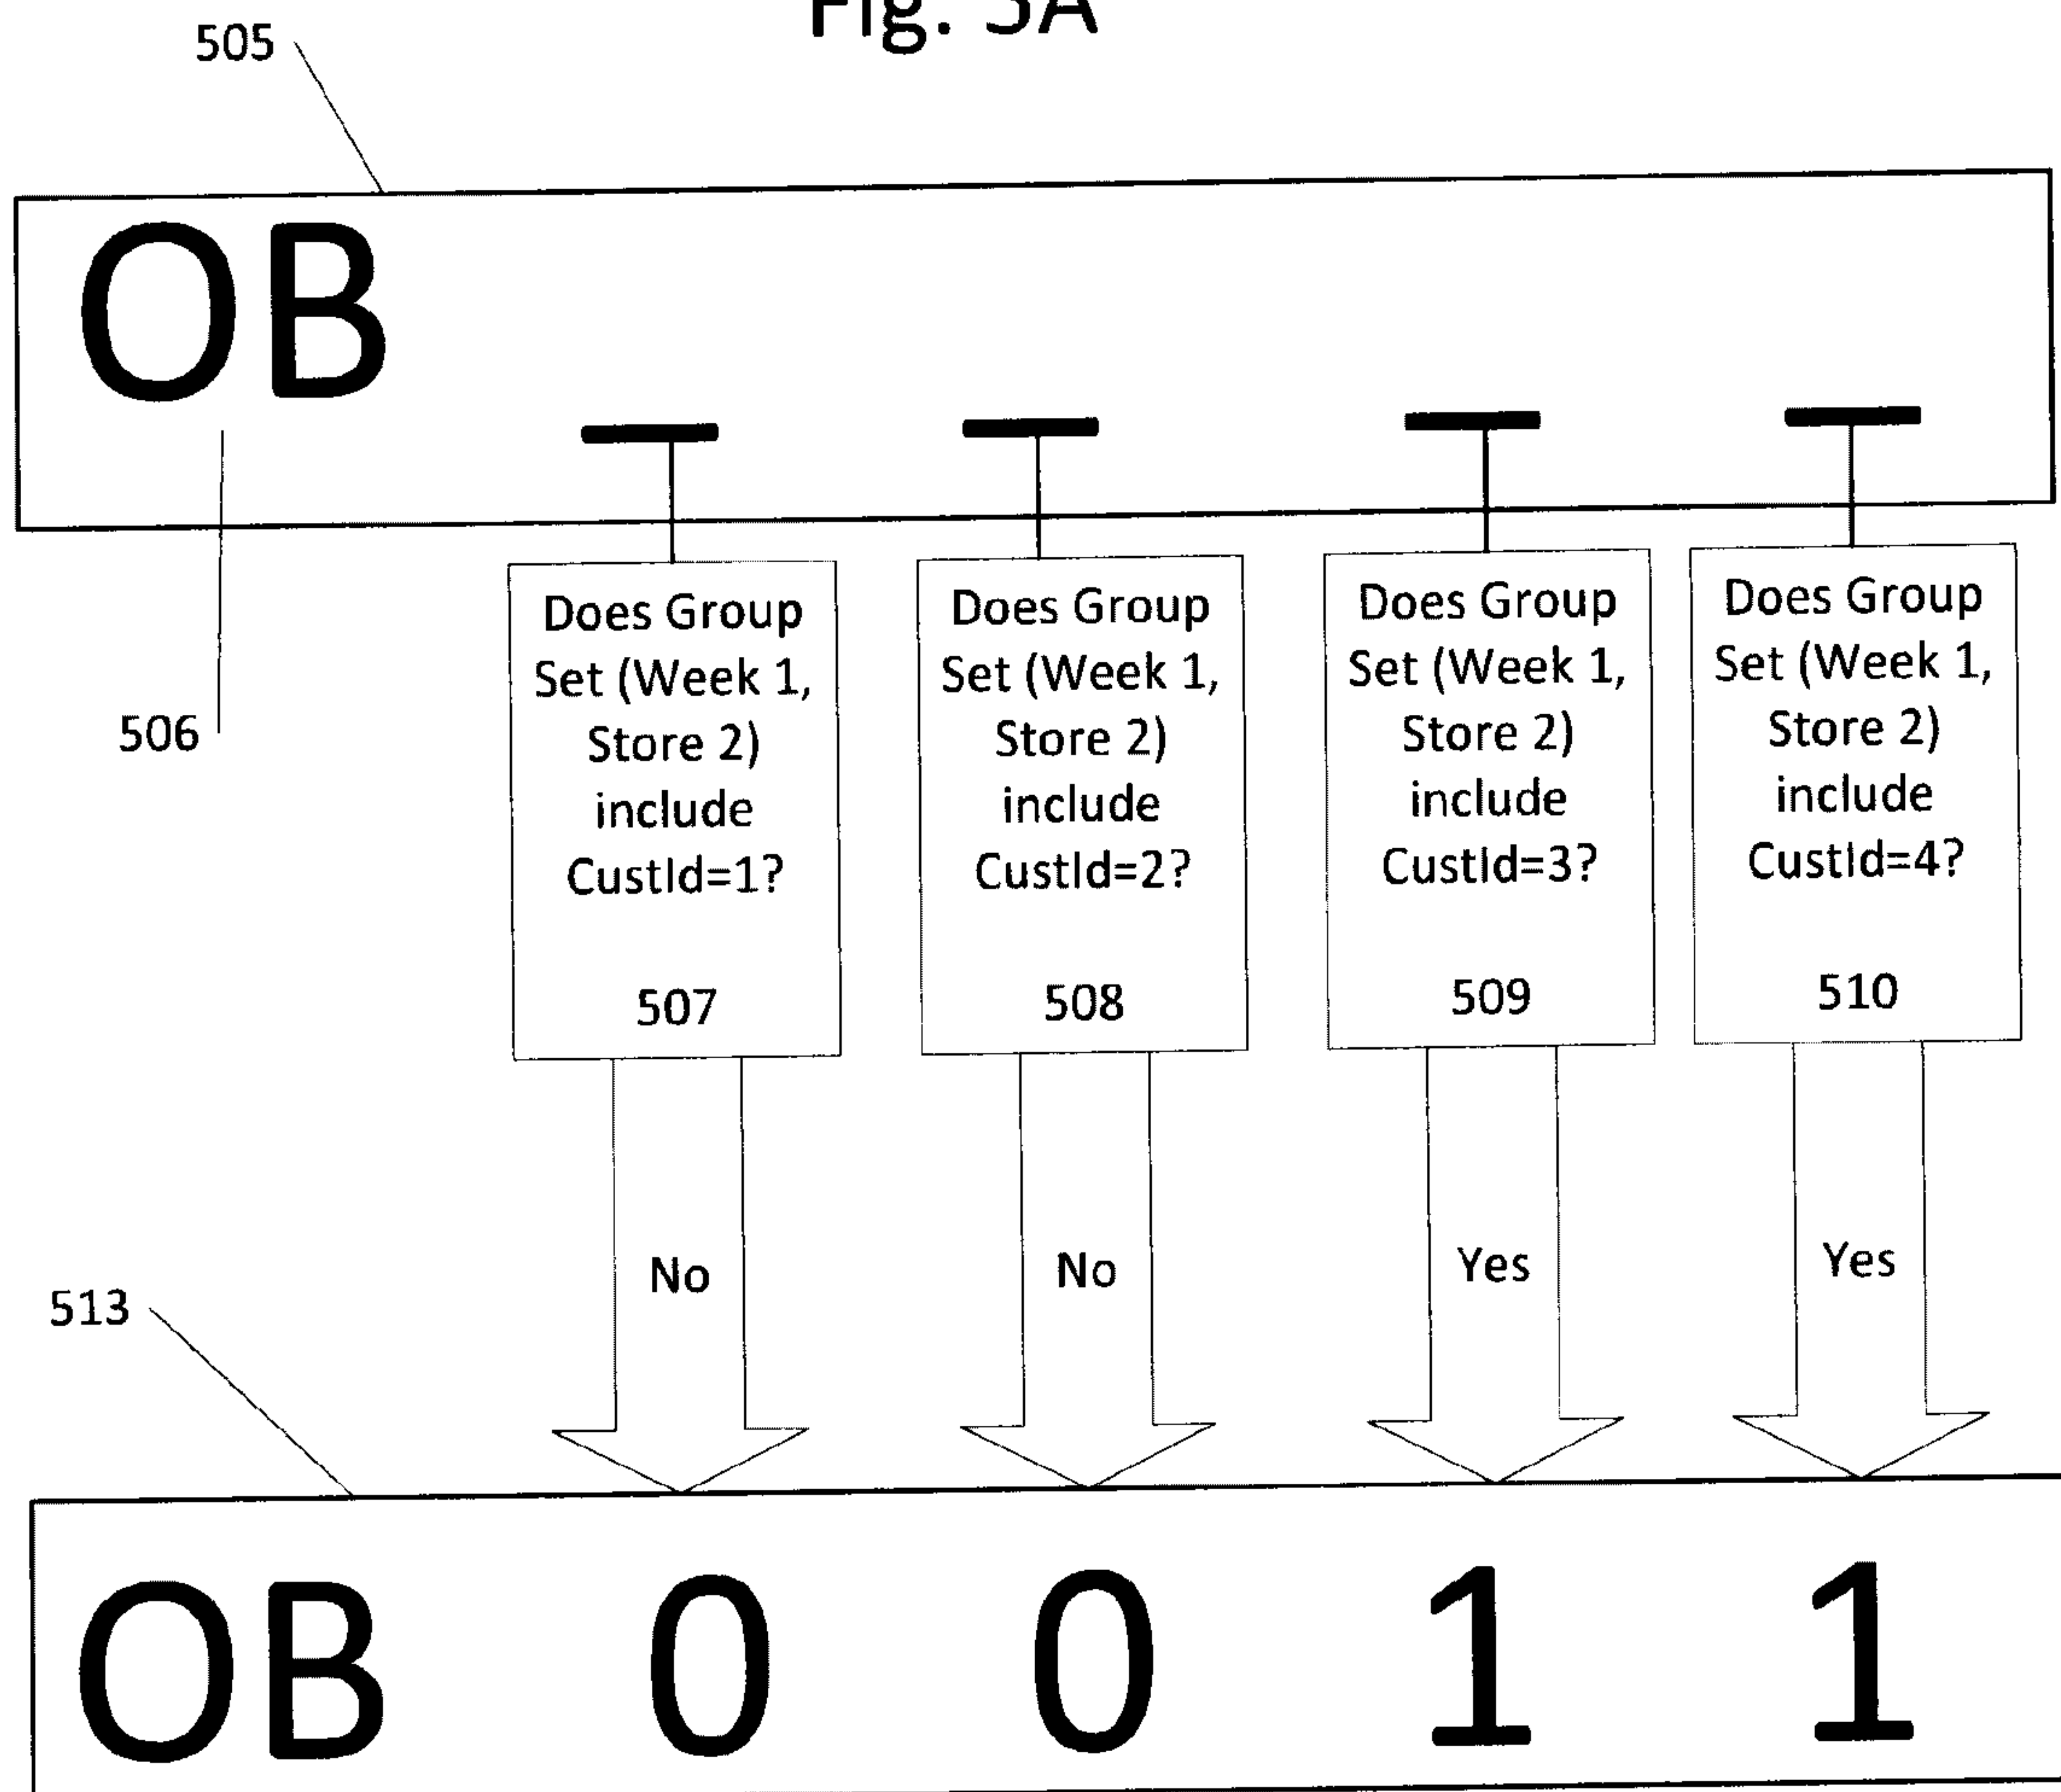 Fig. 5A
505
OB
506
Does Group
Set (Week 1,
Store 2)
include
CustId=1?
507
Does Group
Set (Week 1,
Store 2)
include
CustId=2?
508
Does Group
Set (Week 1,
Store 2)
include
CustId=3?
509
Does Group
Set (Week 1,
Store 2)
include
CustId=4?
510
No
No
Yes
Yes
513
OB 0 0 1 1